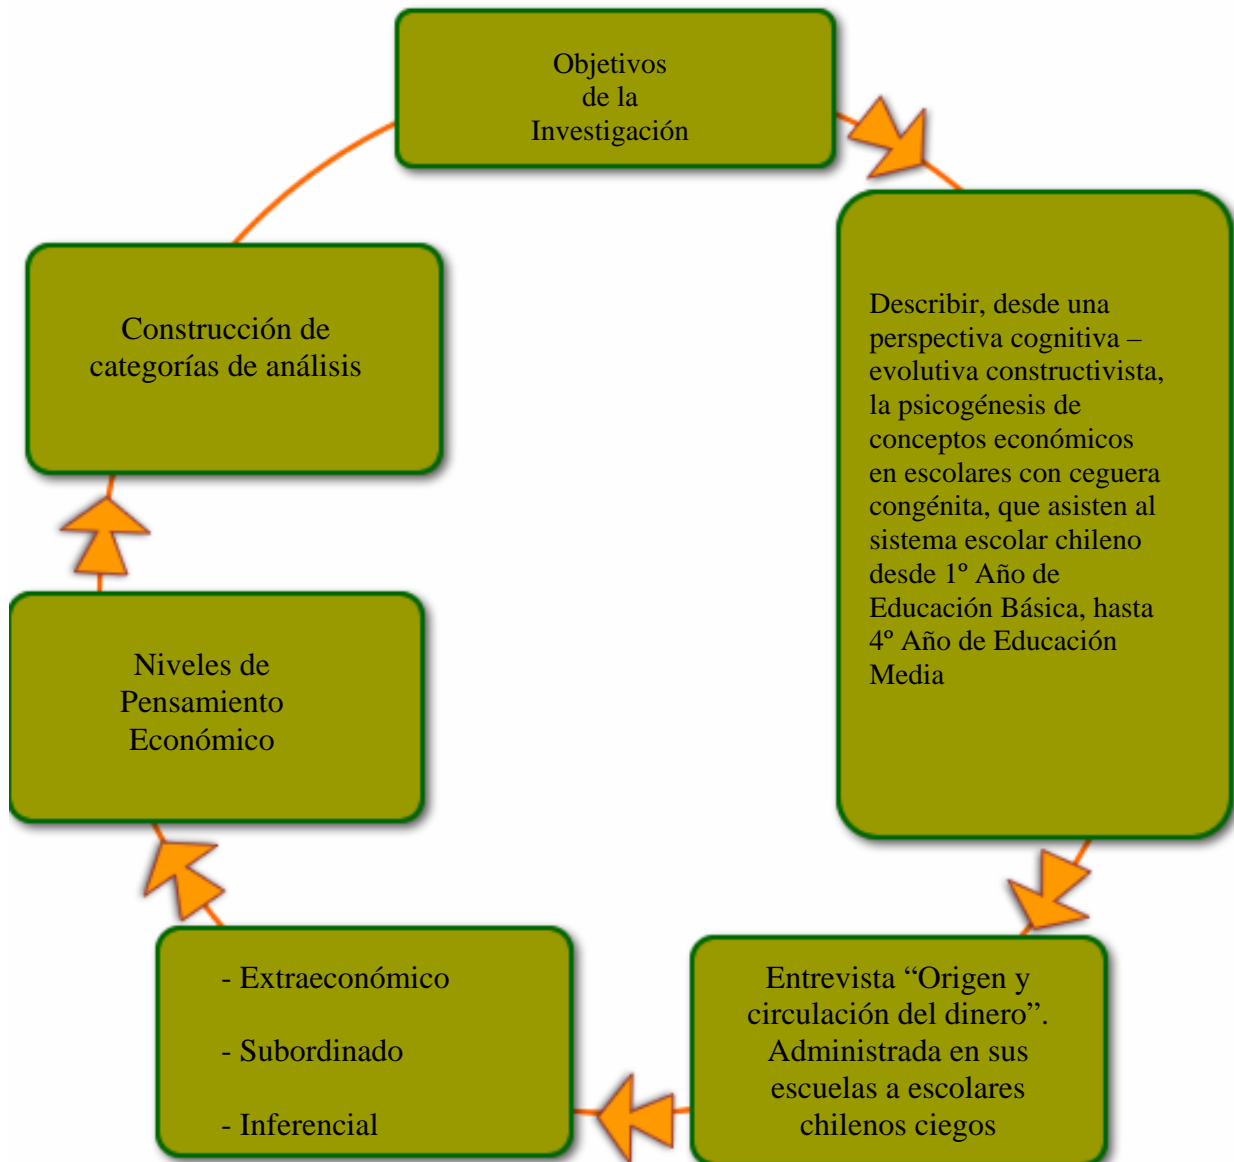 Objetivos
de la
Investigación
Describir, desde una
perspectiva cognitiva –
evolutiva constructivista,
la psicogénesis de
conceptos económicos
en escolares con ceguera
congénita, que asisten al
sistema escolar chileno
desde 1º Año de
Educación Básica, hasta
4º Año de Educación
Media
Entrevista “Origen y
circulación del dinero”.
Administrada en sus
escuelas a escolares
chilenos ciegos
- Extraeconómico
- Subordinado
- Inferencial
Niveles de
Pensamiento
Económico
Construcción de
categorías de análisis